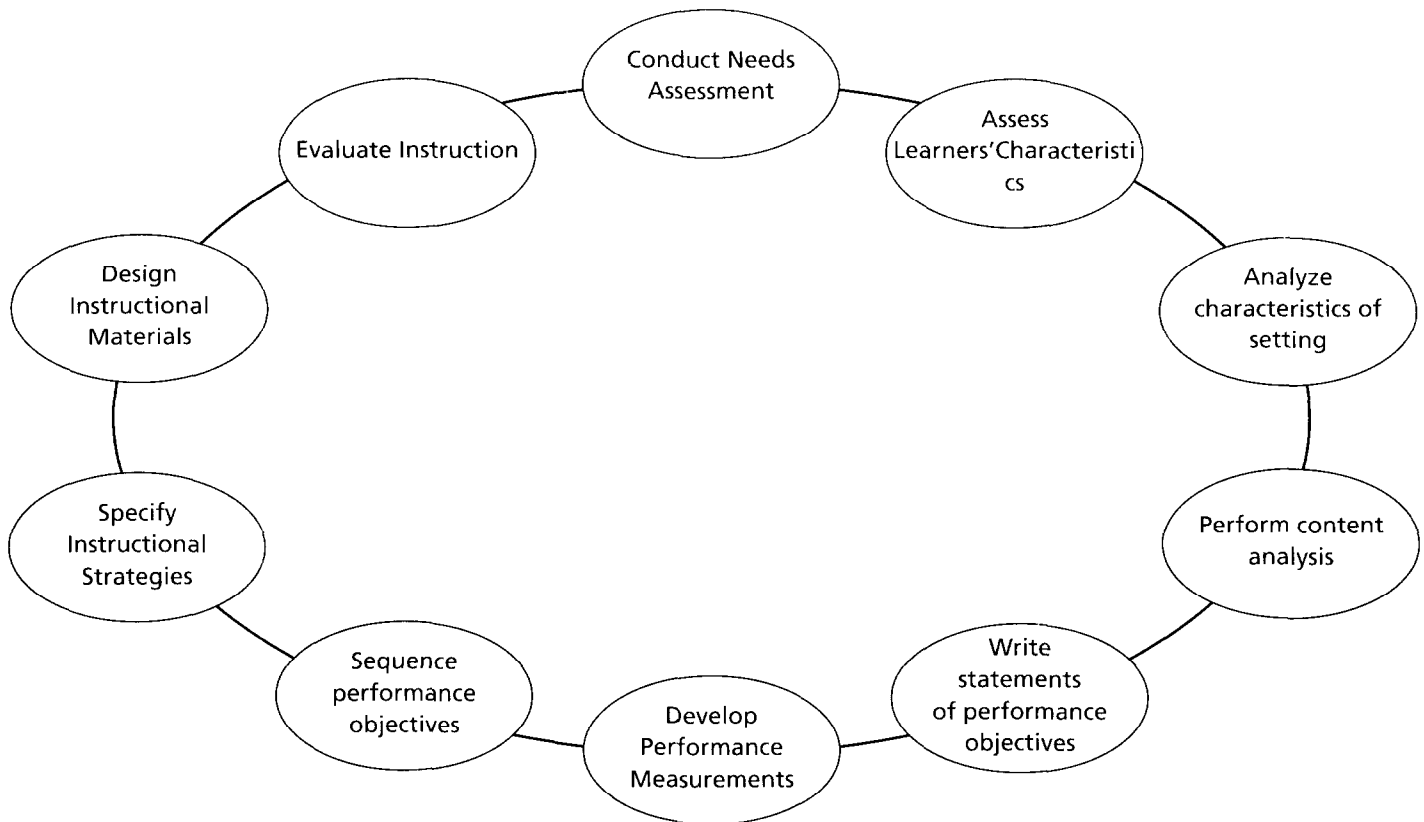 Conduct Needs
Assessment
Assess
Learners'Characteristi
cs
Analyze
characteristics of
setting
Perform content
analysis
Write
statements
of performance
objectives
Develop
Performance
Measurements
Sequence
performance
objectives
Specify
Instructional
Strategies
Design
Instructional
Materials
Evaluate Instruction